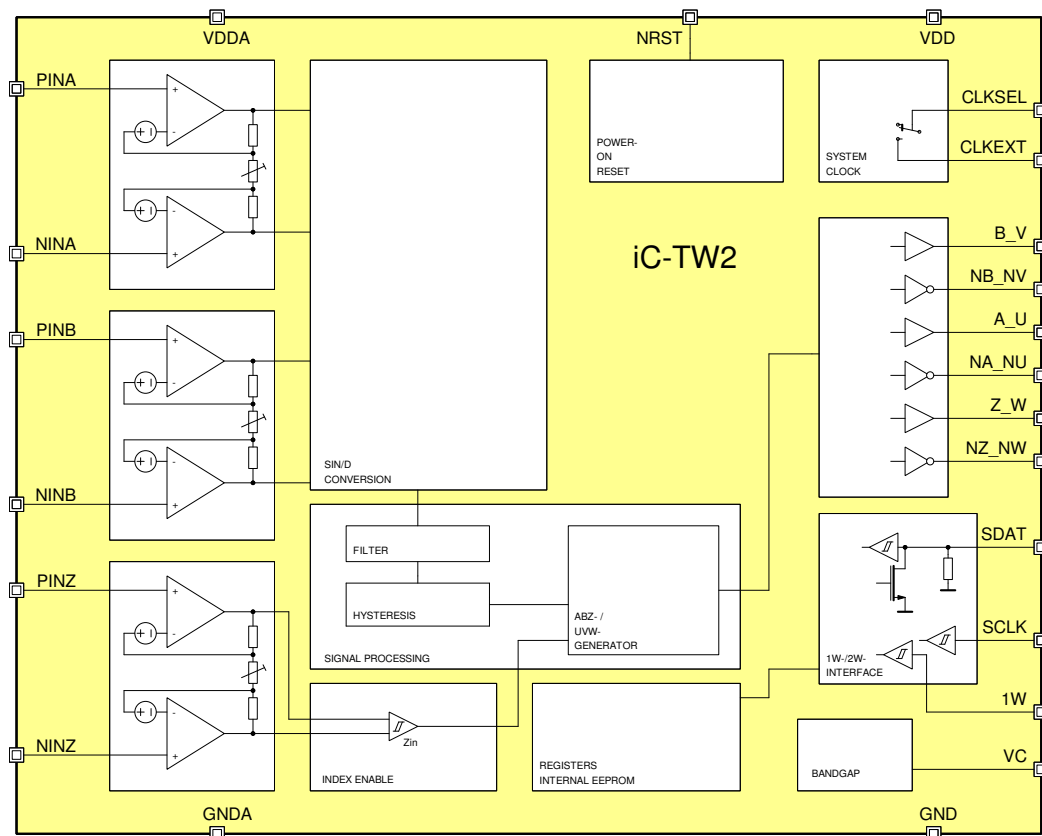 VDDA
NRST
VDD
PINA
+
-
+
-
-
+
NINA
POWER-
ON
RESET
SYSTEM
CLOCK
CLKSEL
CLKEXT
iC-TW2
B_V
NB_NV
A_U
NA_NU
Z_W
NZ_NW
PINB
+
-
+
-
-
+
NINB
SIN/D
CONVERSION
FILTER
HYSTERESIS
ABZ- /
UVW-
GENERATOR
SIGNAL PROCESSING
SDAT
SCLK
1W-/2W-
INTERFACE
1W
PINZ
+
-
+
-
-
+
NINZ
Zin
INDEX ENABLE
REGISTERS
INTERNAL EEPROM
BANDGAP
VC
GNDA
GND